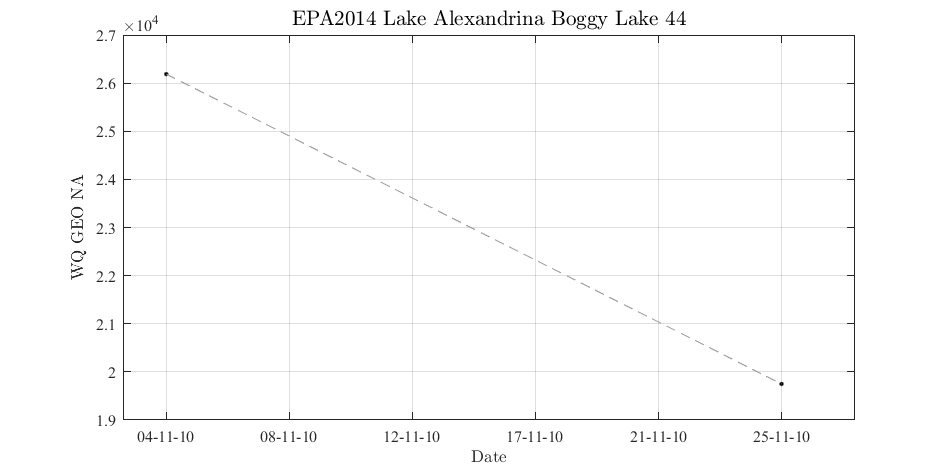 EPA2014 Lake Alexandrina Boggy Lake 44
×10⁴
2.7
2.6
2.5
2.4
2.3
2.2
2.1
2
1.9
WQ GEO NA
04-11-10 08-11-10 12-11-10 17-11-10 21-11-10 25-11-10
Date